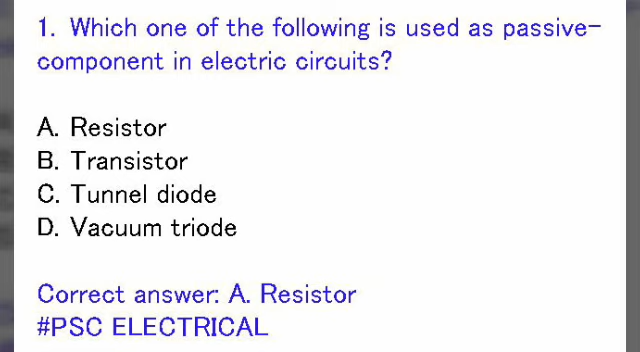 1. Which one of the following is used as passive-
component in electric circuits?
A. Resistor
B. Transistor
C. Tunnel diode
D. Vacuum triode
Correct answer: A. Resistor
#PSC ELECTRICAL